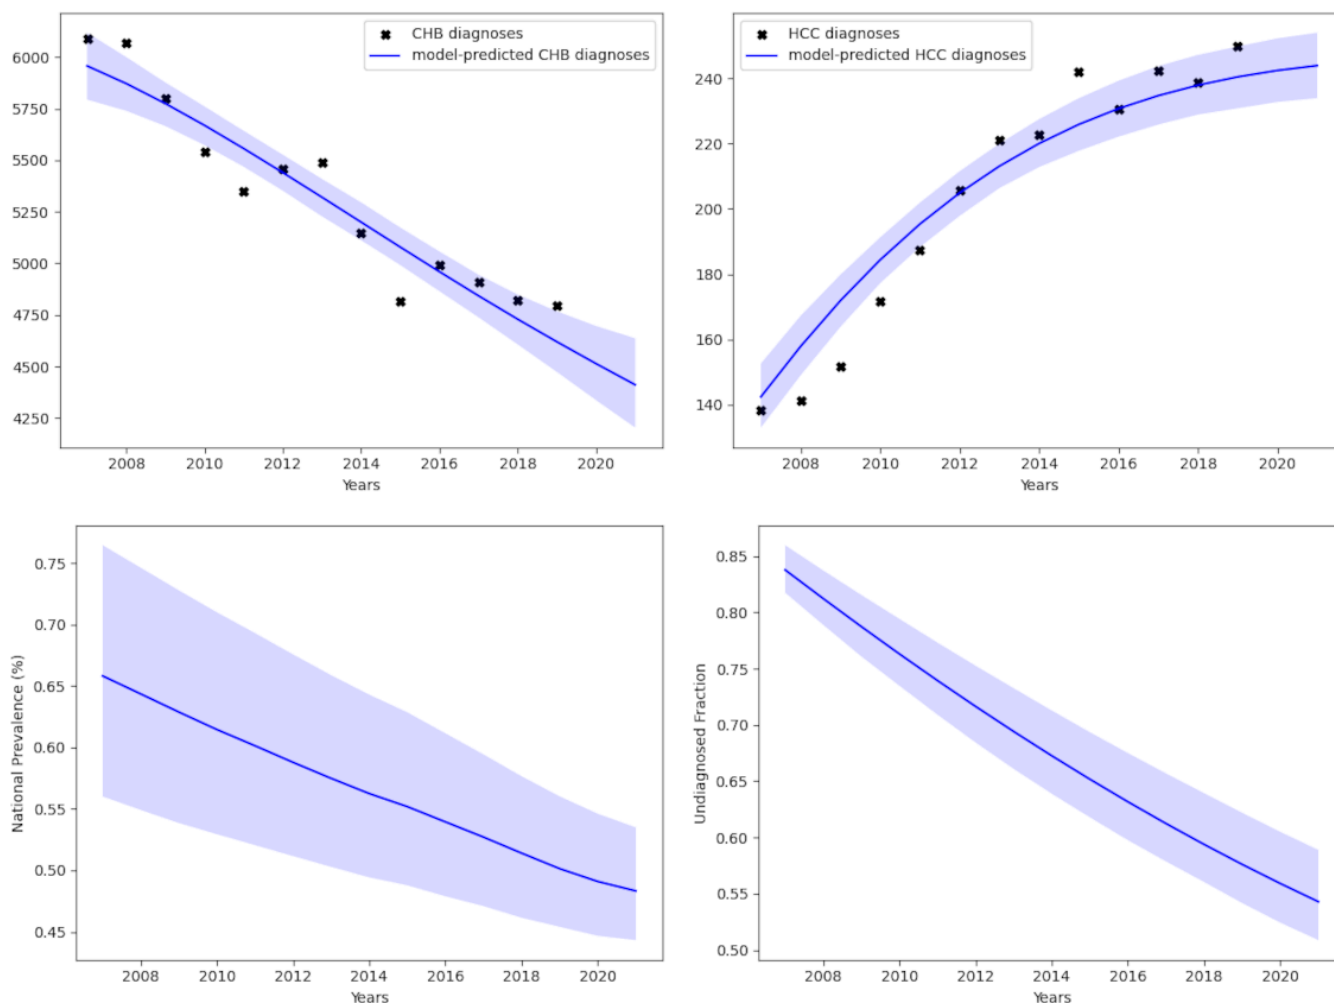 CHB diagnoses
model-predicted CHB diagnoses
6000
5750
5500
5250
5000
4750
4500
4250
2008 2010 2012 2014 2016 2018 2020
Years
HCC diagnoses
model-predicted HCC diagnoses
240
220
200
180
160
140
2008 2010 2012 2014 2016 2018 2020
Years
National Prevalence (%)
0.75
0.70
0.65
0.60
0.55
0.50
0.45
2008 2010 2012 2014 2016 2018 2020
Years
Undiagnosed Fraction
0.85
0.80
0.75
0.70
0.65
0.60
0.55
0.50
2008 2010 2012 2014 2016 2018 2020
Years